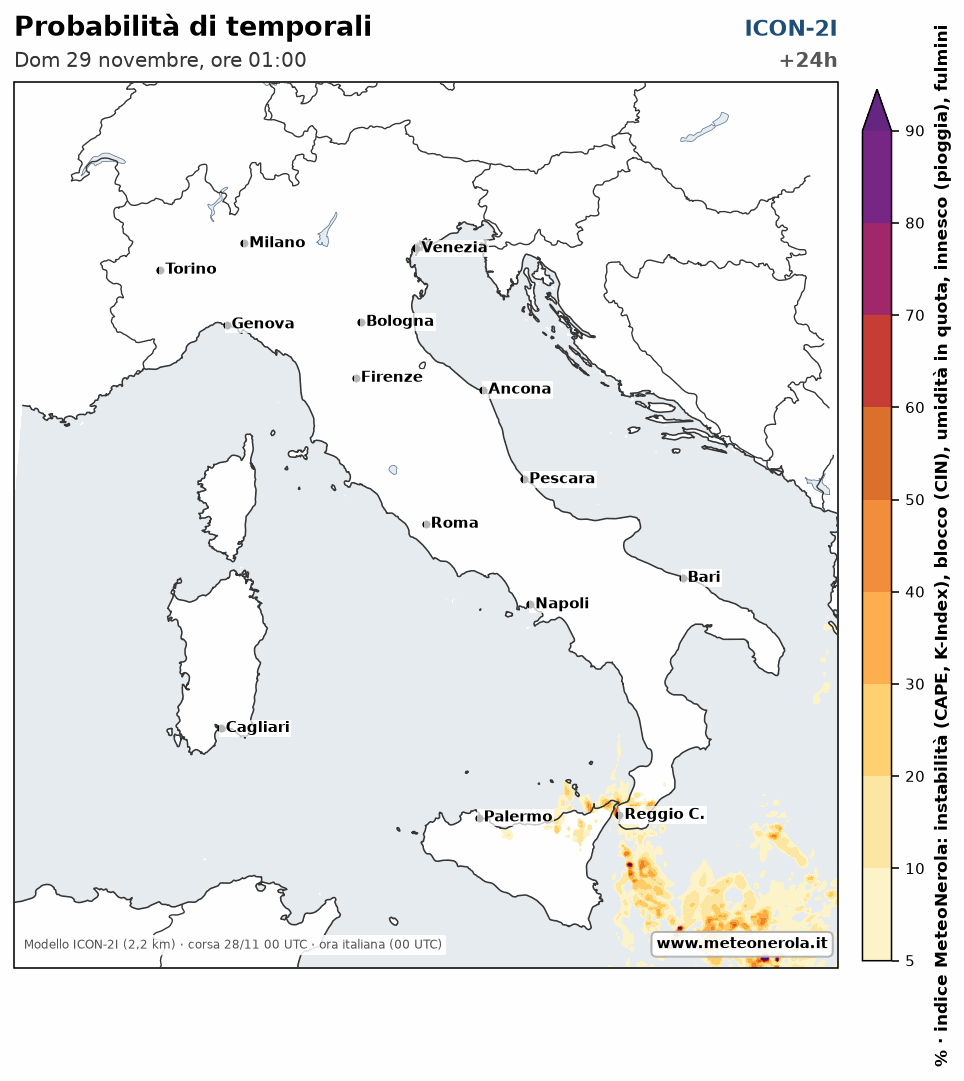 Probabilità di temporali
ICON-2I
Dom 29 novembre, ore 01:00
+24h
90
80
70
60
50
40
30
20
10
5
% · indice MeteoNerola: instabilità (CAPE, K-Index), blocco (CIN), umidità in quota, innesco (pioggia), fulmini
Milano
Venezia
Torino
Genova
Bologna
Firenze
Ancona
Pescara
Roma
Bari
Napoli
Cagliari
Palermo
Reggio C.
Modello ICON-2I (2,2 km) · corsa 28/11 00 UTC · ora italiana (00 UTC)
www.meteonerola.it